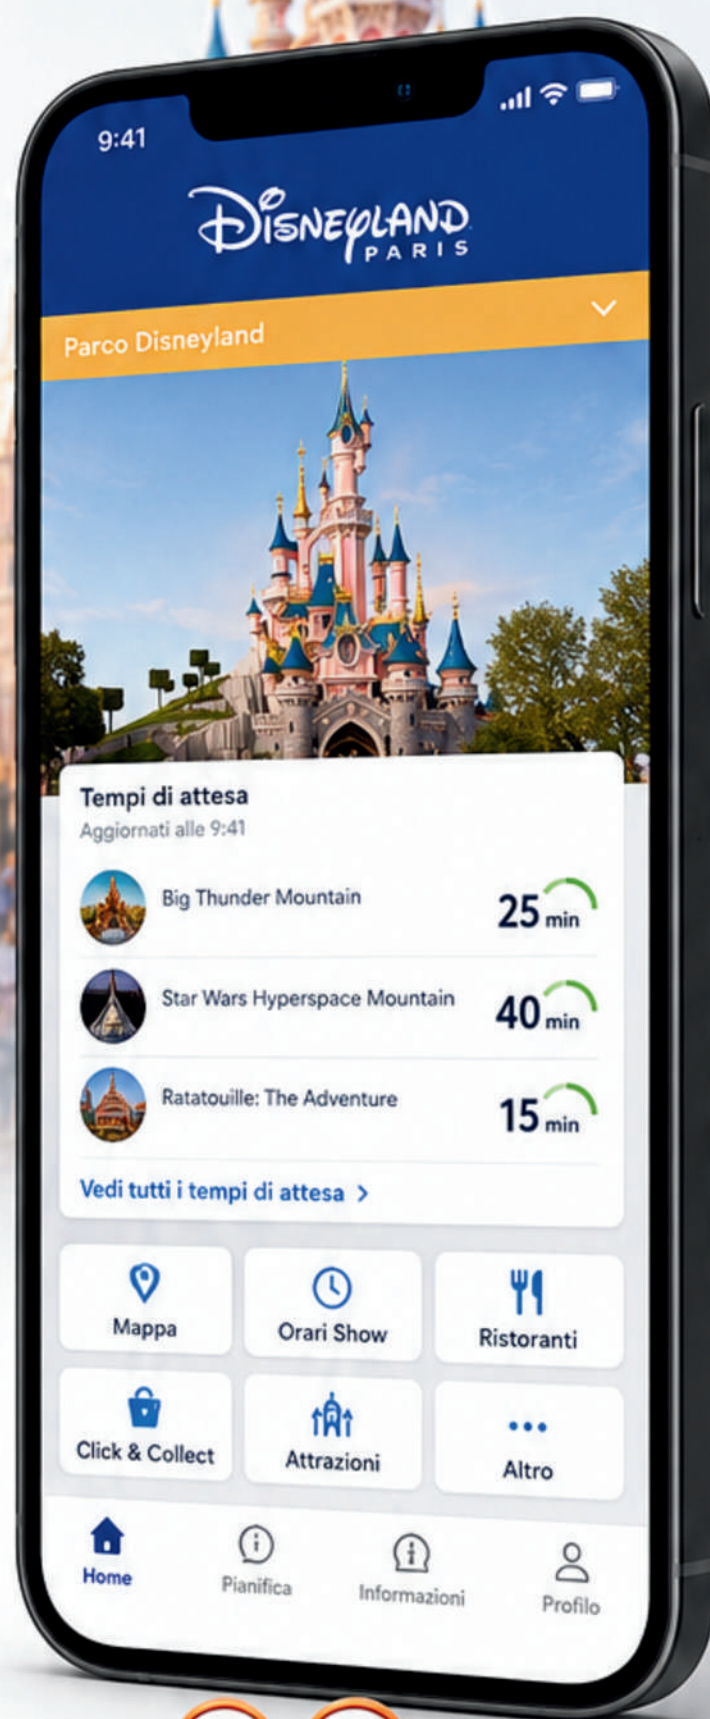 9:41
DISNEYLAND
PARIS
Parco Disneyland
Tempi di attesa
Aggiornati alle 9:41
Big Thunder Mountain
25 min
Star Wars Hyperspace Mountain
40 min
Ratatouille: The Adventure
15 min
Vedi tutti i tempi di attesa >
Mappa
Orari Show
Ristoranti
Click & Collect
Attrazioni
Altro
Home
Pianifica
Informazioni
Profilo